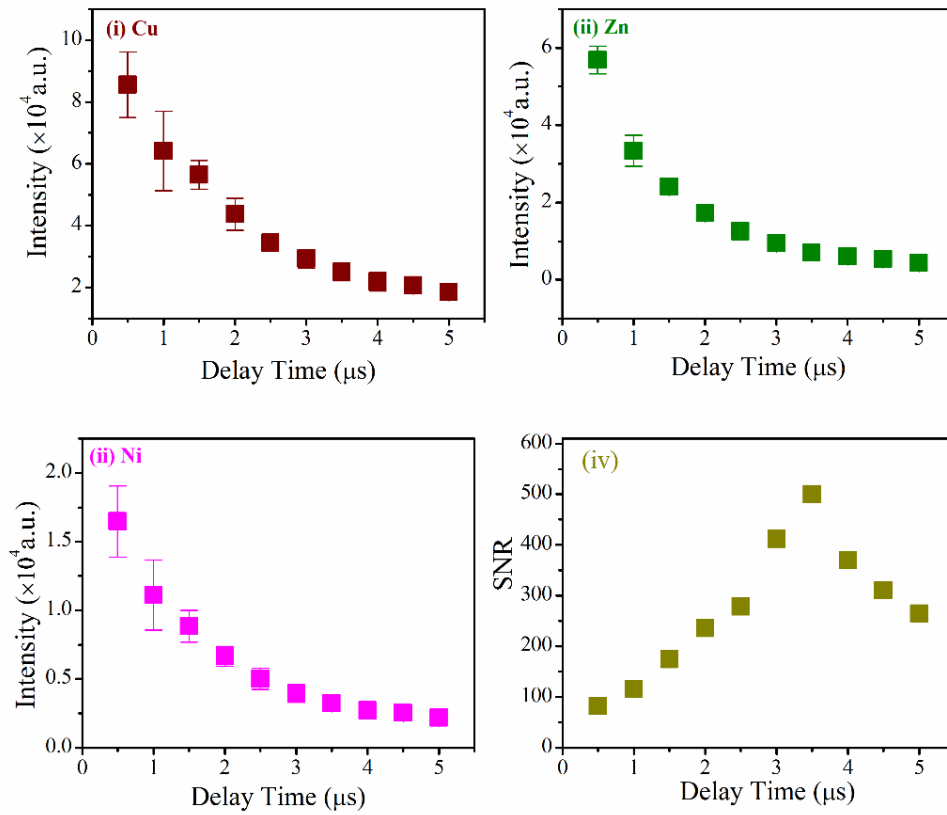 (i) Cu
Intensity (×10⁴a.u.)
10
8
6
4
2
0 1 2 3 4 5
Delay Time (μs)
(ii) Zn
Intensity (×10⁴a.u.)
6
4
2
0
0 1 2 3 4 5
Delay Time (μs)
(ii) Ni
Intensity (×10⁴a.u.)
2.0
1.5
1.0
0.5
0.0
0 1 2 3 4 5
Delay Time (μs)
(iv)
SNR
600
500
400
300
200
100
0
0 1 2 3 4 5
Delay Time (μs)